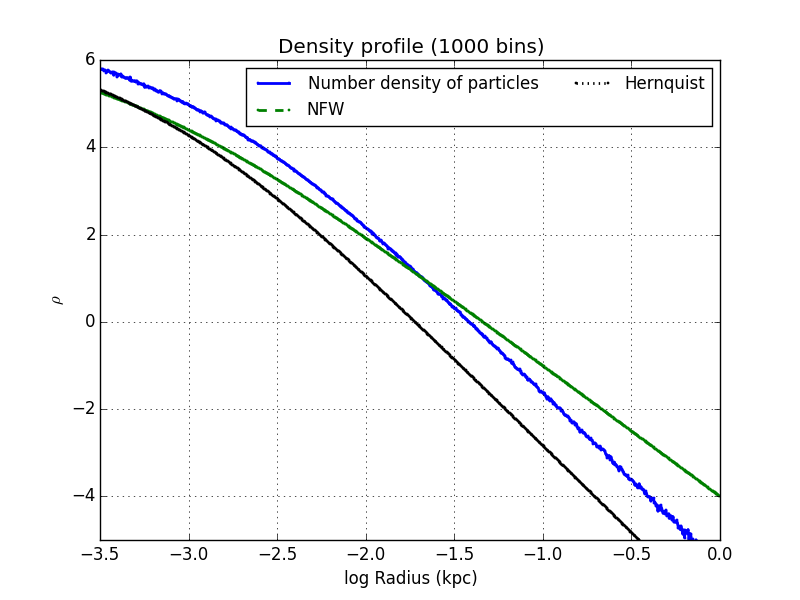 Density profile (1000 bins)
Number density of particles
Hernquist
NFW
6
4
2
0
−2
−4
ρ
−3.5 −3.0 −2.5 −2.0 −1.5 −1.0 −0.5 0.0
log Radius (kpc)